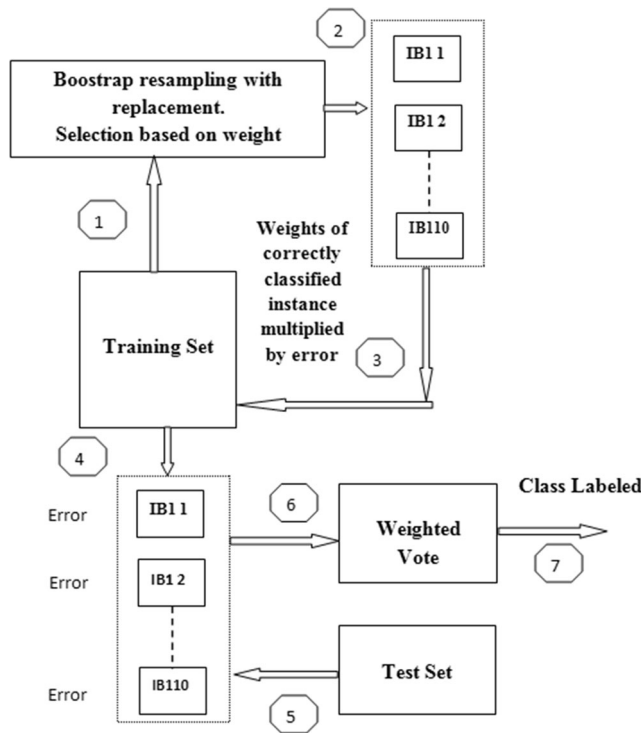 2
IB1 1
Boostrap resampling with
replacement.
Selection based on weight
IB1 2
1
IB110
Weights of
correctly
classified
instance
multiplied
by error
Training Set
3
4
6
Class Labeled
Error
IB1 1
Weighted
Vote
7
Error
IB1 2
Test Set
Error
IB110
5